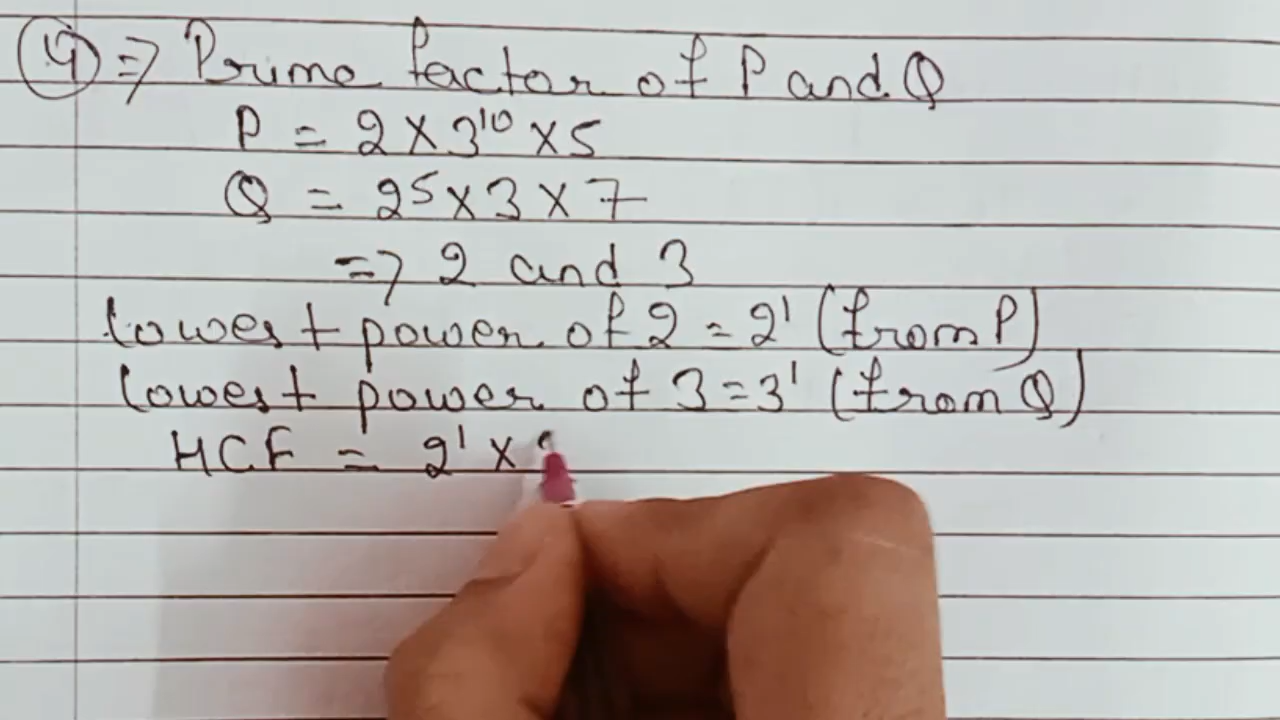 ④ => Prime factor of P and Q
P = 2 × 3¹⁰ × 5
Q = 2⁵ × 3 × 7
=> 2 and 3
lowest power of 2 = 2¹ (from P)
lowest power of 3 = 3¹ (from Q)
HCF = 2¹ ×